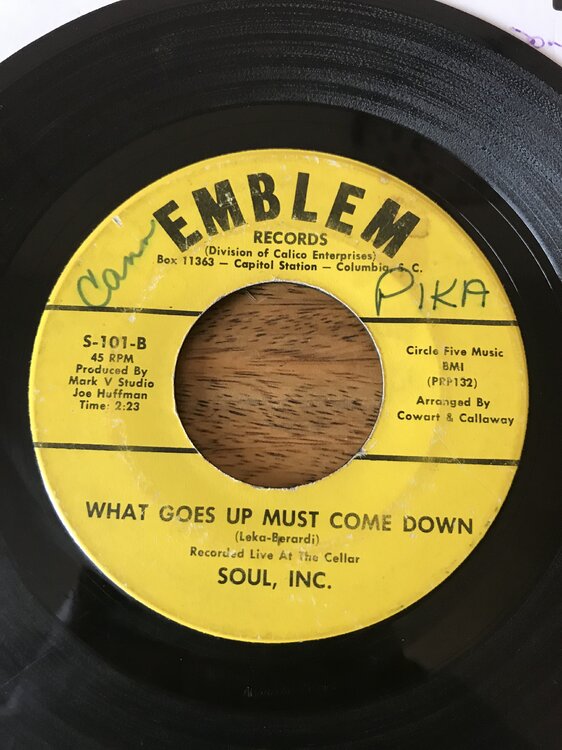 EMBLEM
RECORDS
(Division of Calico Enterprises)
Box 11363 — Capitol Station — Columbia, S. C.
PIKA
S-101-B
45 RPM
Produced By
Mark V Studio
Joe Huffman
Time: 2:23
Circle Five Music
BMI
(PRP132)
Arranged By
Cowart & Callaway
WHAT GOES UP MUST COME DOWN
(Leka-Berardi)
Recorded Live At The Cellar
SOUL, INC.